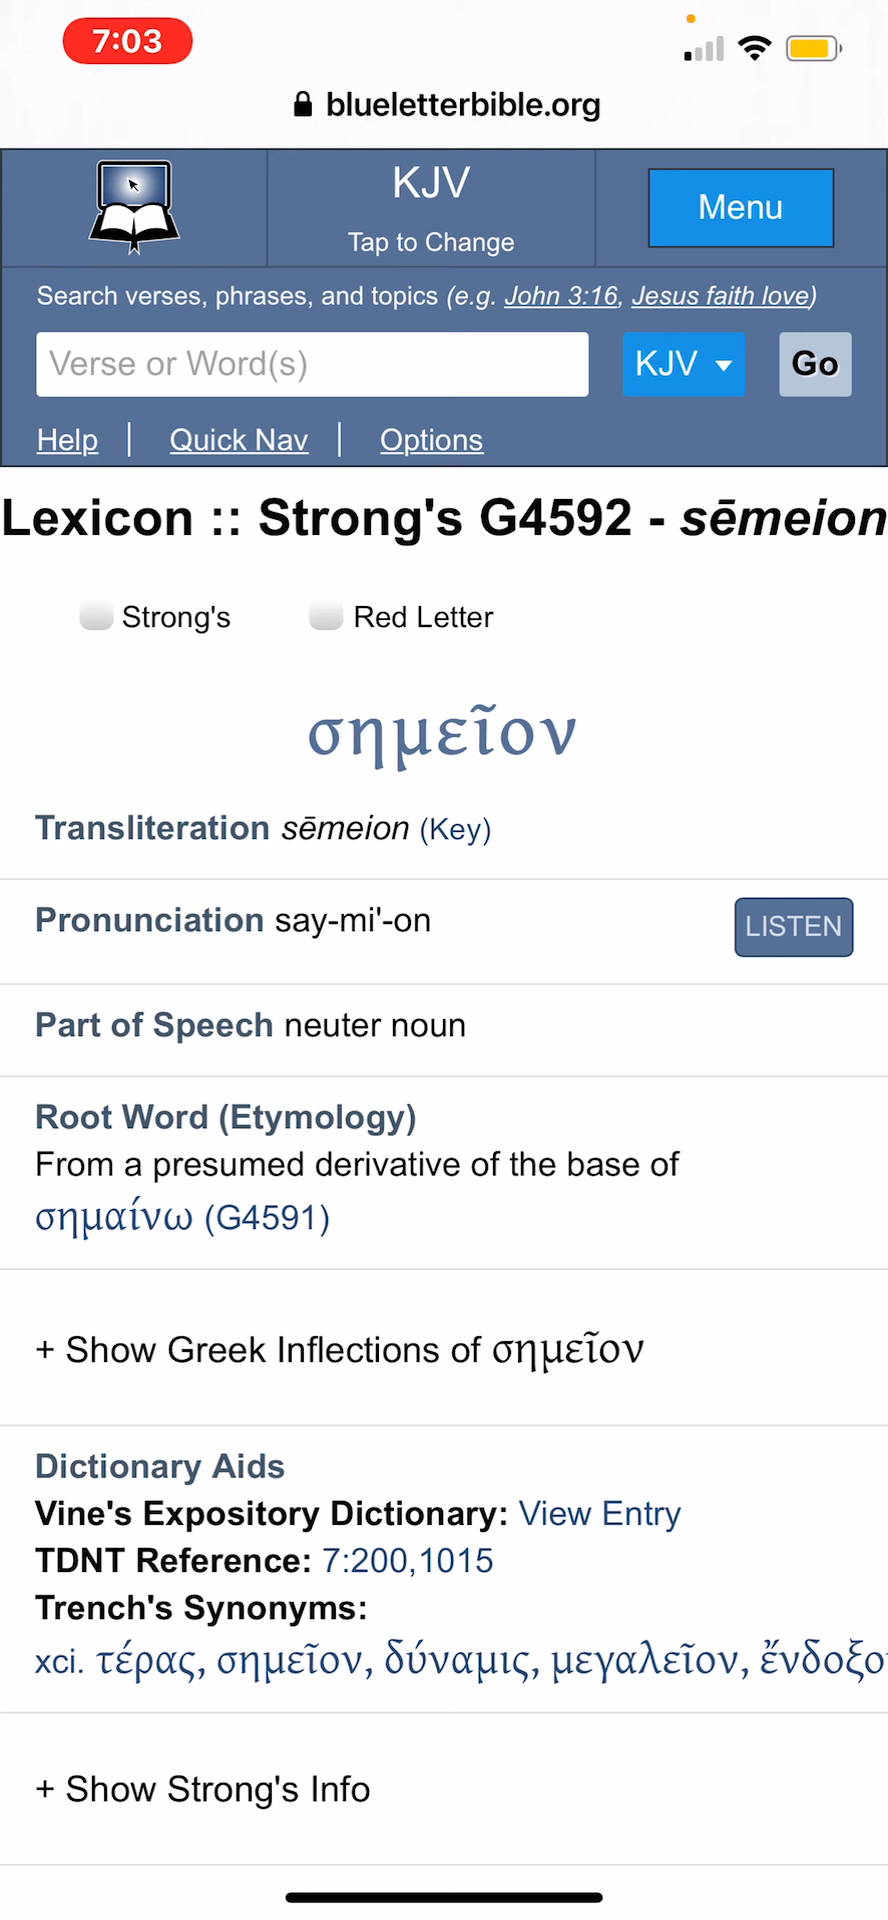 7:03
blueletterbible.org
KJV
Tap to Change
Menu
Search verses, phrases, and topics (e.g. John 3:16, Jesus faith love)
Verse or Word(s)
KJV
Go
Help | Quick Nav | Options
Lexicon :: Strong's G4592 - sēmeion
Strong's Red Letter
σημεῖον
Transliteration sēmeion (Key)
Pronunciation say-mi'-on
LISTEN
Part of Speech neuter noun
Root Word (Etymology)
From a presumed derivative of the base of
σημαίνω (G4591)
+ Show Greek Inflections of σημεῖον
Dictionary Aids
Vine's Expository Dictionary: View Entry
TDNT Reference: 7:200,1015
Trench's Synonyms:
xci. τέρας, σημεῖον, δύναμις, μεγαλεῖον,
+ Show Strong's Info